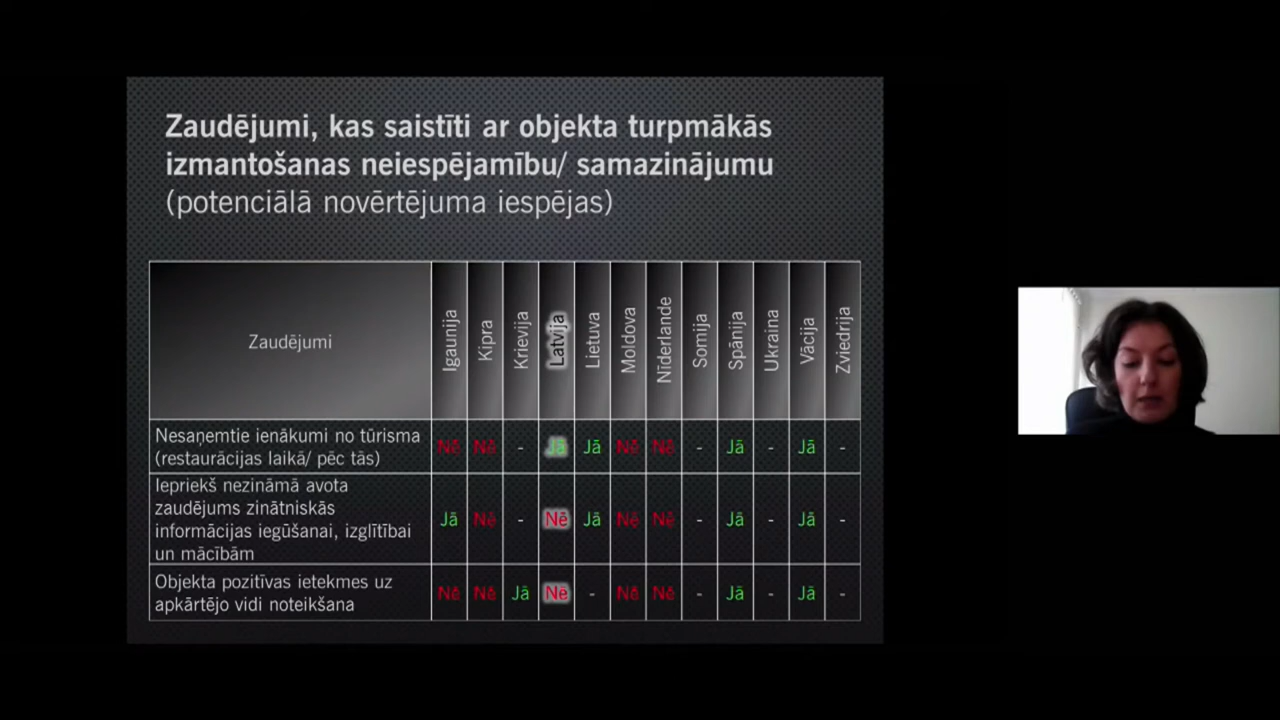 Zaudējumi, kas saistīti ar objekta turpmākās
izmantošanas neiespējamību/ samazinājumu
(potenciālā novērtējuma iespējas)
Zaudējumi Igaunija Kipra Krievija Latvija Lietuva Moldova Nīderlande Somija Spānija Ukraina Vācija Zviedrija
Nesaņemtie ienākumi no tūrisma
(restaurācijas laikā/ pēc tās)
Nē Nē - Jā Jā Nē Nē - Jā - Jā -
Iepriekš nezināmā avota
zaudējums zinātniskās
informācijas iegūšanai, izglītībai
un mācībām
Jā Nē - Nē Jā Nē Nē - Jā - Jā -
Objekta pozitīvas ietekmes uz
apkārtējo vidi noteikšana
Nē Nē Jā Nē - Nē Nē - Jā - Jā -